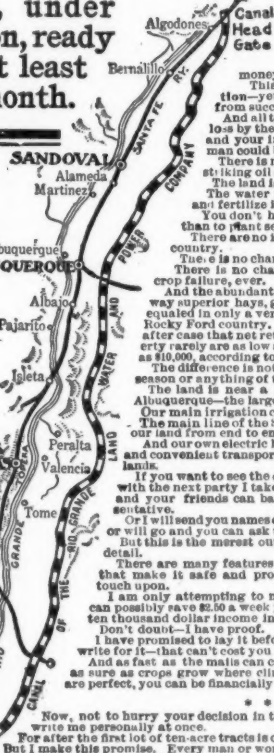 , under
on, ready
t least
month.
Algodones
Canal
Head
Gate
Bernalillo
RY.
SANTA FE
SANDOVAL
Alameda
Martinez
COMPANY
POWER
buquerque
QUERQUE
Albajo
Pajarito
AND
WATER
Isleta
LAND
Peralta
Valencia
RIO GRANDE
Tome
GRANDE
OF THE
CANAL
money
This
tion—ye
from succ
And all t
loss by the
and your is
man could
There is n
striking oil
The land i
The water
and fertilize i
You don't h
than to plant se
There are no i
country.
There is no chan
There is no cha
crop failure, ever.
And the abundant
way superior hays, g
equaled in only a ver
Rocky Ford country.
after case that net ret
erty rarely are as low a
as $10,000, according to
The difference is not
season or anything of t
The land is near a
Albuquerque—the large
Our main irrigation c
The main line of the S
our land from end to en
And our own electric l
and convenient transpor
lands.
If you want to see the c
with the next party I take
and your friends can ba
sentative.
Or I will send you names o
or will go and you can ask t
But this is the merest ou
detail.
There are many features
that make it safe and pro
touch upon.
I am only attempting to m
can possibly save $2.50 a week
ten thousand dollar income in
Don't doubt—I have proof.
I have promised to lay it befo
write for it—that can't cost you
And as fast as the mails can c
as sure as crops grow where cli
are perfect, you can be financially
* *
Now, not to hurry your decision in t
write me personally at once.
For after the first lot of ten-acre tracts is
But I make this promise. Every man or w